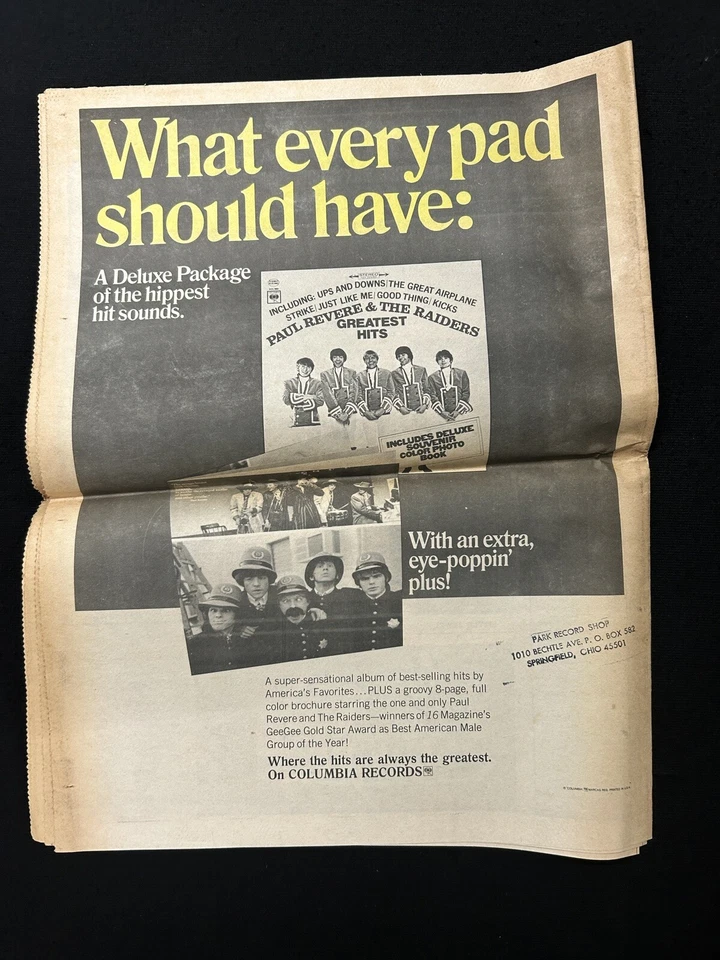 What every pad
should have:
A Deluxe Package
of the hippest
hit sounds.
STEREO
INCLUDING: UPS AND DOWNS/THE GREAT AIRPLANE
STRIKE/JUST LIKE ME/GOOD THING/KICKS
PAUL REVERE & THE RAIDERS
GREATEST
HITS
INCLUDES DELUXE
SOUVENIR
COLOR PHOTO
BOOK
With an extra,
eye-poppin'
plus!
PARK RECORD SHOP
1010 BECHTLE AVE, P. O. BOX 582
SPRINGFIELD, OHIO 45501
A super-sensational album of best-selling hits by
America's Favorites...PLUS a groovy 8-page, full
color brochure starring the one and only Paul
Revere and The Raiders—winners of 16 Magazine's
GeeGee Gold Star Award as Best American Male
Group of the Year!
Where the hits are always the greatest.
On COLUMBIA RECORDS